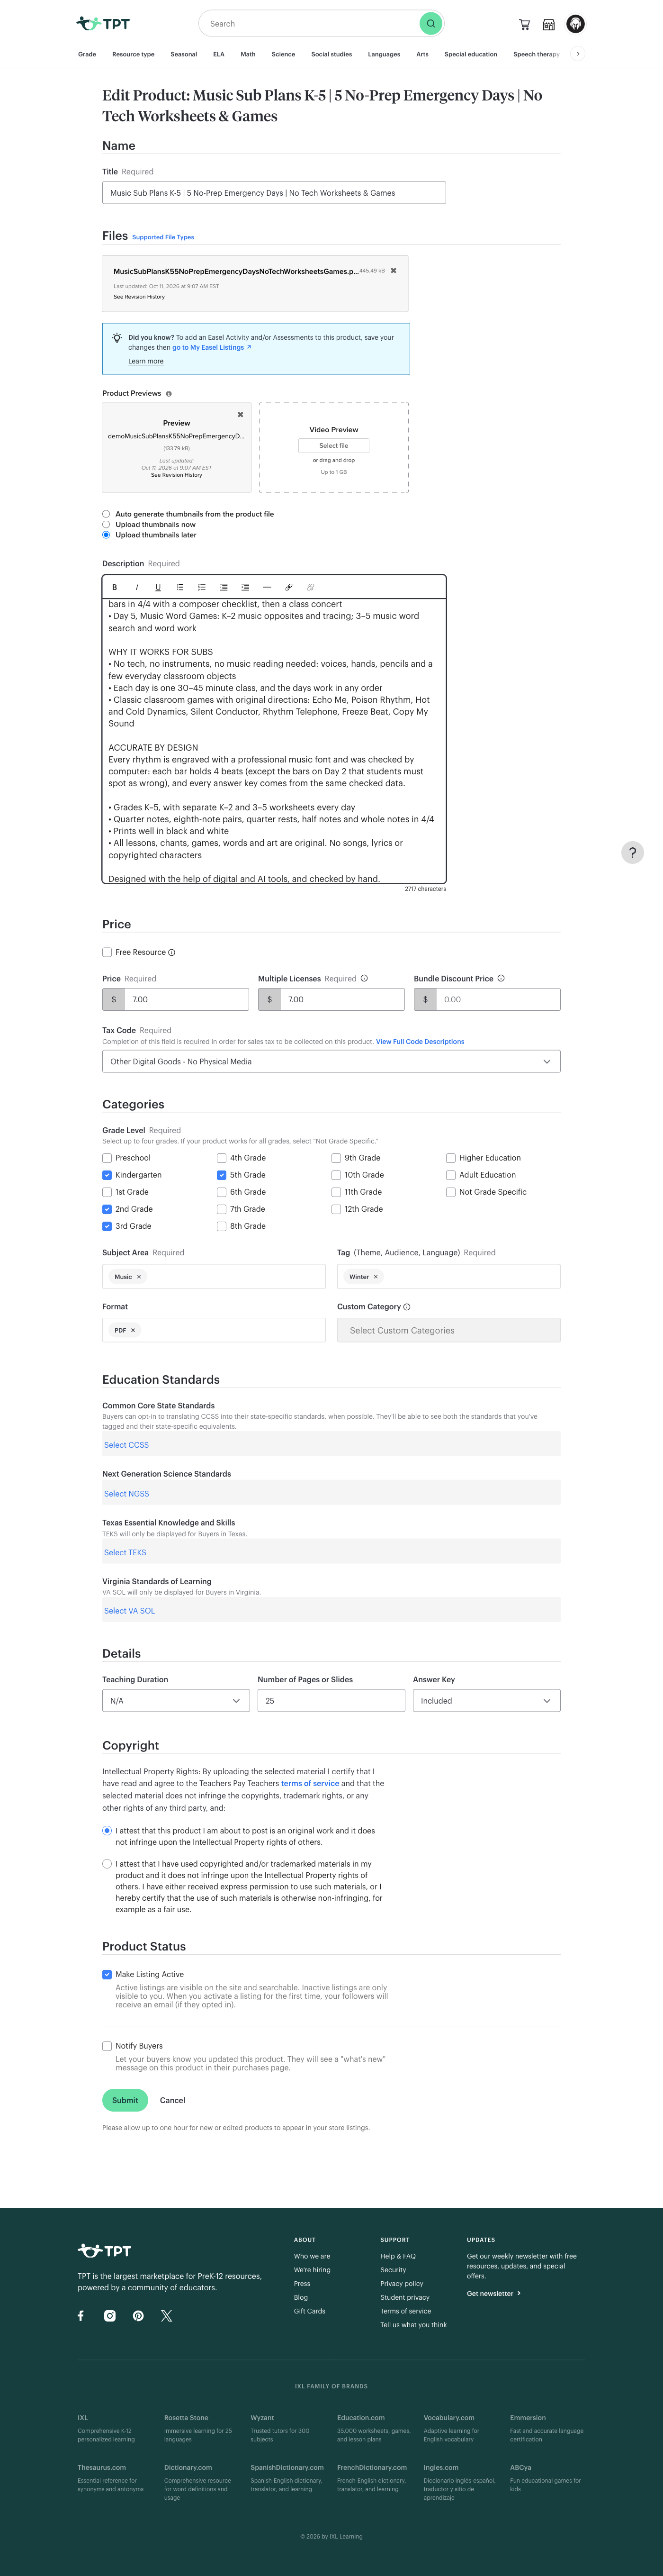 TPT
Search
Grade Resource type Seasonal ELA Math Science Social studies Languages Arts Special education Speech therapy
Edit Product: Music Sub Plans K-5 | 5 No-Prep Emergency Days | No
Tech Worksheets & Games
Name
Title Required
Music Sub Plans K-5 | 5 No-Prep Emergency Days | No Tech Worksheets & Games
Files Supported File Types
MusicSubPlansK55NoPrepEmergencyDaysNoTechWorksheetsGames.p... 445.49 kB
Last updated: Oct 11, 2026 at 9:07 AM EST
See Revision History
Did you know? To add an Easel Activity and/or Assessments to this product, save your
changes then go to My Easel Listings ↗
Learn more
Product Previews
Preview
demoMusicSubPlansK55NoPrepEmergencyD...
(133.79 kB)
Last updated:
Oct 11, 2026 at 9:07 AM EST
See Revision History
Video Preview
Select file
or drag and drop
Up to 1 GB
Auto generate thumbnails from the product file
Upload thumbnails now
Upload thumbnails later
Description Required
B I U
bars in 4/4 with a composer checklist, then a class concert
• Day 5, Music Word Games: K–2 music opposites and tracing; 3–5 music word
search and word work
WHY IT WORKS FOR SUBS
• No tech, no instruments, no music reading needed: voices, hands, pencils and a
few everyday classroom objects
• Each day is one 30–45 minute class, and the days work in any order
• Classic classroom games with original directions: Echo Me, Poison Rhythm, Hot
and Cold Dynamics, Silent Conductor, Rhythm Telephone, Freeze Beat, Copy My
Sound
ACCURATE BY DESIGN
Every rhythm is engraved with a professional music font and was checked by
computer: each bar holds 4 beats (except the bars on Day 2 that students must
spot as wrong), and every answer key comes from the same checked data.
• Grades K–5, with separate K–2 and 3–5 worksheets every day
• Quarter notes, eighth-note pairs, quarter rests, half notes and whole notes in 4/4
• Prints well in black and white
• All lessons, chants, games, words and art are original. No songs, lyrics or
copyrighted characters
Designed with the help of digital and AI tools, and checked by hand.
2717 characters
Price
Free Resource
Price Required Multiple Licenses Required Bundle Discount Price
$ 7.00 $ 7.00 $ 0.00
Tax Code Required
Completion of this field is required in order for sales tax to be collected on this product. View Full Code Descriptions
Other Digital Goods - No Physical Media
Categories
Grade Level Required
Select up to four grades. If your product works for all grades, select "Not Grade Specific."
Preschool 4th Grade 9th Grade Higher Education
Kindergarten 5th Grade 10th Grade Adult Education
1st Grade 6th Grade 11th Grade Not Grade Specific
2nd Grade 7th Grade 12th Grade
3rd Grade 8th Grade
Subject Area Required Tag (Theme, Audience, Language) Required
Music × Winter ×
Format Custom Category
PDF × Select Custom Categories
Education Standards
Common Core State Standards
Buyers can opt-in to translating CCSS into their state-specific standards, when possible. They'll be able to see both the standards that you've
tagged and their state-specific equivalents.
Select CCSS
Next Generation Science Standards
Select NGSS
Texas Essential Knowledge and Skills
TEKS will only be displayed for Buyers in Texas.
Select TEKS
Virginia Standards of Learning
VA SOL will only be displayed for Buyers in Virginia.
Select VA SOL
Details
Teaching Duration Number of Pages or Slides Answer Key
N/A 25 Included
Copyright
Intellectual Property Rights: By uploading the selected material I certify that I
have read and agree to the Teachers Pay Teachers terms of service and that the
selected material does not infringe the copyrights, trademark rights, or any
other rights of any third party, and:
I attest that this product I am about to post is an original work and it does
not infringe upon the Intellectual Property rights of others.
I attest that I have used copyrighted and/or trademarked materials in my
product and it does not infringe upon the Intellectual Property rights of
others. I have either received express permission to use such materials, or I
hereby certify that the use of such materials is otherwise non-infringing, for
example as a fair use.
Product Status
Make Listing Active
Active listings are visible on the site and searchable. Inactive listings are only
visible to you. When you activate a listing for the first time, your followers will
receive an email (if they opted in).
Notify Buyers
Let your buyers know you updated this product. They will see a "what's new"
message on this product in their purchases page.
Submit Cancel
Please allow up to one hour for new or edited products to appear in your store listings.
?
TPT
TPT is the largest marketplace for PreK-12 resources,
powered by a community of educators.
ABOUT
Who we are
We're hiring
Press
Blog
Gift Cards
SUPPORT
Help & FAQ
Security
Privacy policy
Student privacy
Terms of service
Tell us what you think
UPDATES
Get our weekly newsletter with free
resources, updates, and special
offers.
Get newsletter
IXL FAMILY OF BRANDS
IXL
Comprehensive K-12
personalized learning
Rosetta Stone
Immersive learning for 25
languages
Wyzant
Trusted tutors for 300
subjects
Education.com
35,000 worksheets, games,
and lesson plans
Vocabulary.com
Adaptive learning for
English vocabulary
Emmersion
Fast and accurate language
certification
Thesaurus.com
Essential reference for
synonyms and antonyms
Dictionary.com
Comprehensive resource
for word definitions and
usage
SpanishDictionary.com
Spanish-English dictionary,
translator, and learning
FrenchDictionary.com
French-English dictionary,
translator, and learning
Ingles.com
Diccionario inglés-español,
traductor y sitio de
aprendizaje
ABCya
Fun educational games for
kids
© 2026 by IXL Learning